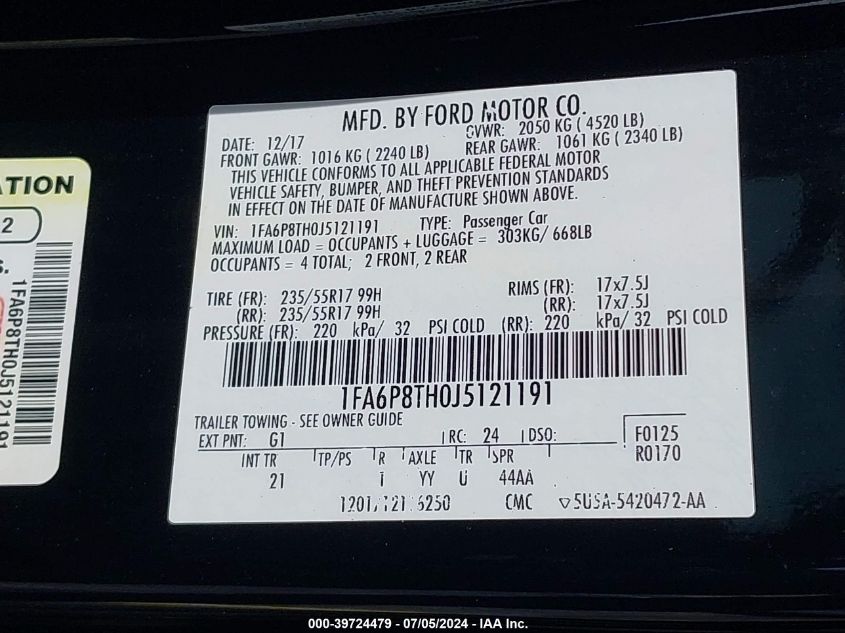 MFD. BY FORD MOTOR CO.
DATE: 12/17 GVWR: 2050 KG ( 4520 LB)
FRONT GAWR: 1016 KG ( 2240 LB) REAR GAWR: 1061 KG ( 2340 LB)
THIS VEHICLE CONFORMS TO ALL APPLICABLE FEDERAL MOTOR
VEHICLE SAFETY, BUMPER, AND THEFT PREVENTION STANDARDS
IN EFFECT ON THE DATE OF MANUFACTURE SHOWN ABOVE.
VIN: 1FA6P8TH0J5121191 TYPE: Passenger Car
MAXIMUM LOAD = OCCUPANTS + LUGGAGE = 303KG/ 668LB
OCCUPANTS = 4 TOTAL; 2 FRONT, 2 REAR
TIRE (FR): 235/55R17 99H RIMS (FR): 17x7.5J
(RR): 235/55R17 99H (RR): 17x7.5J
PRESSURE (FR): 220 kPa/ 32 PSI COLD (RR): 220 kPa/ 32 PSI COLD
1FA6P8TH0J5121191
TRAILER TOWING - SEE OWNER GUIDE
EXT PNT: G1 RC: 24 DSO: F0125
R0170
INT TR TP/PS R AXLE TR SPR
21 YY U 44AA
CMC 5USA-5420472-AA
ATION
2
S.
1FA6P8TH0J5121191
000-39724479 - 07/05/2024 - IAA Inc.